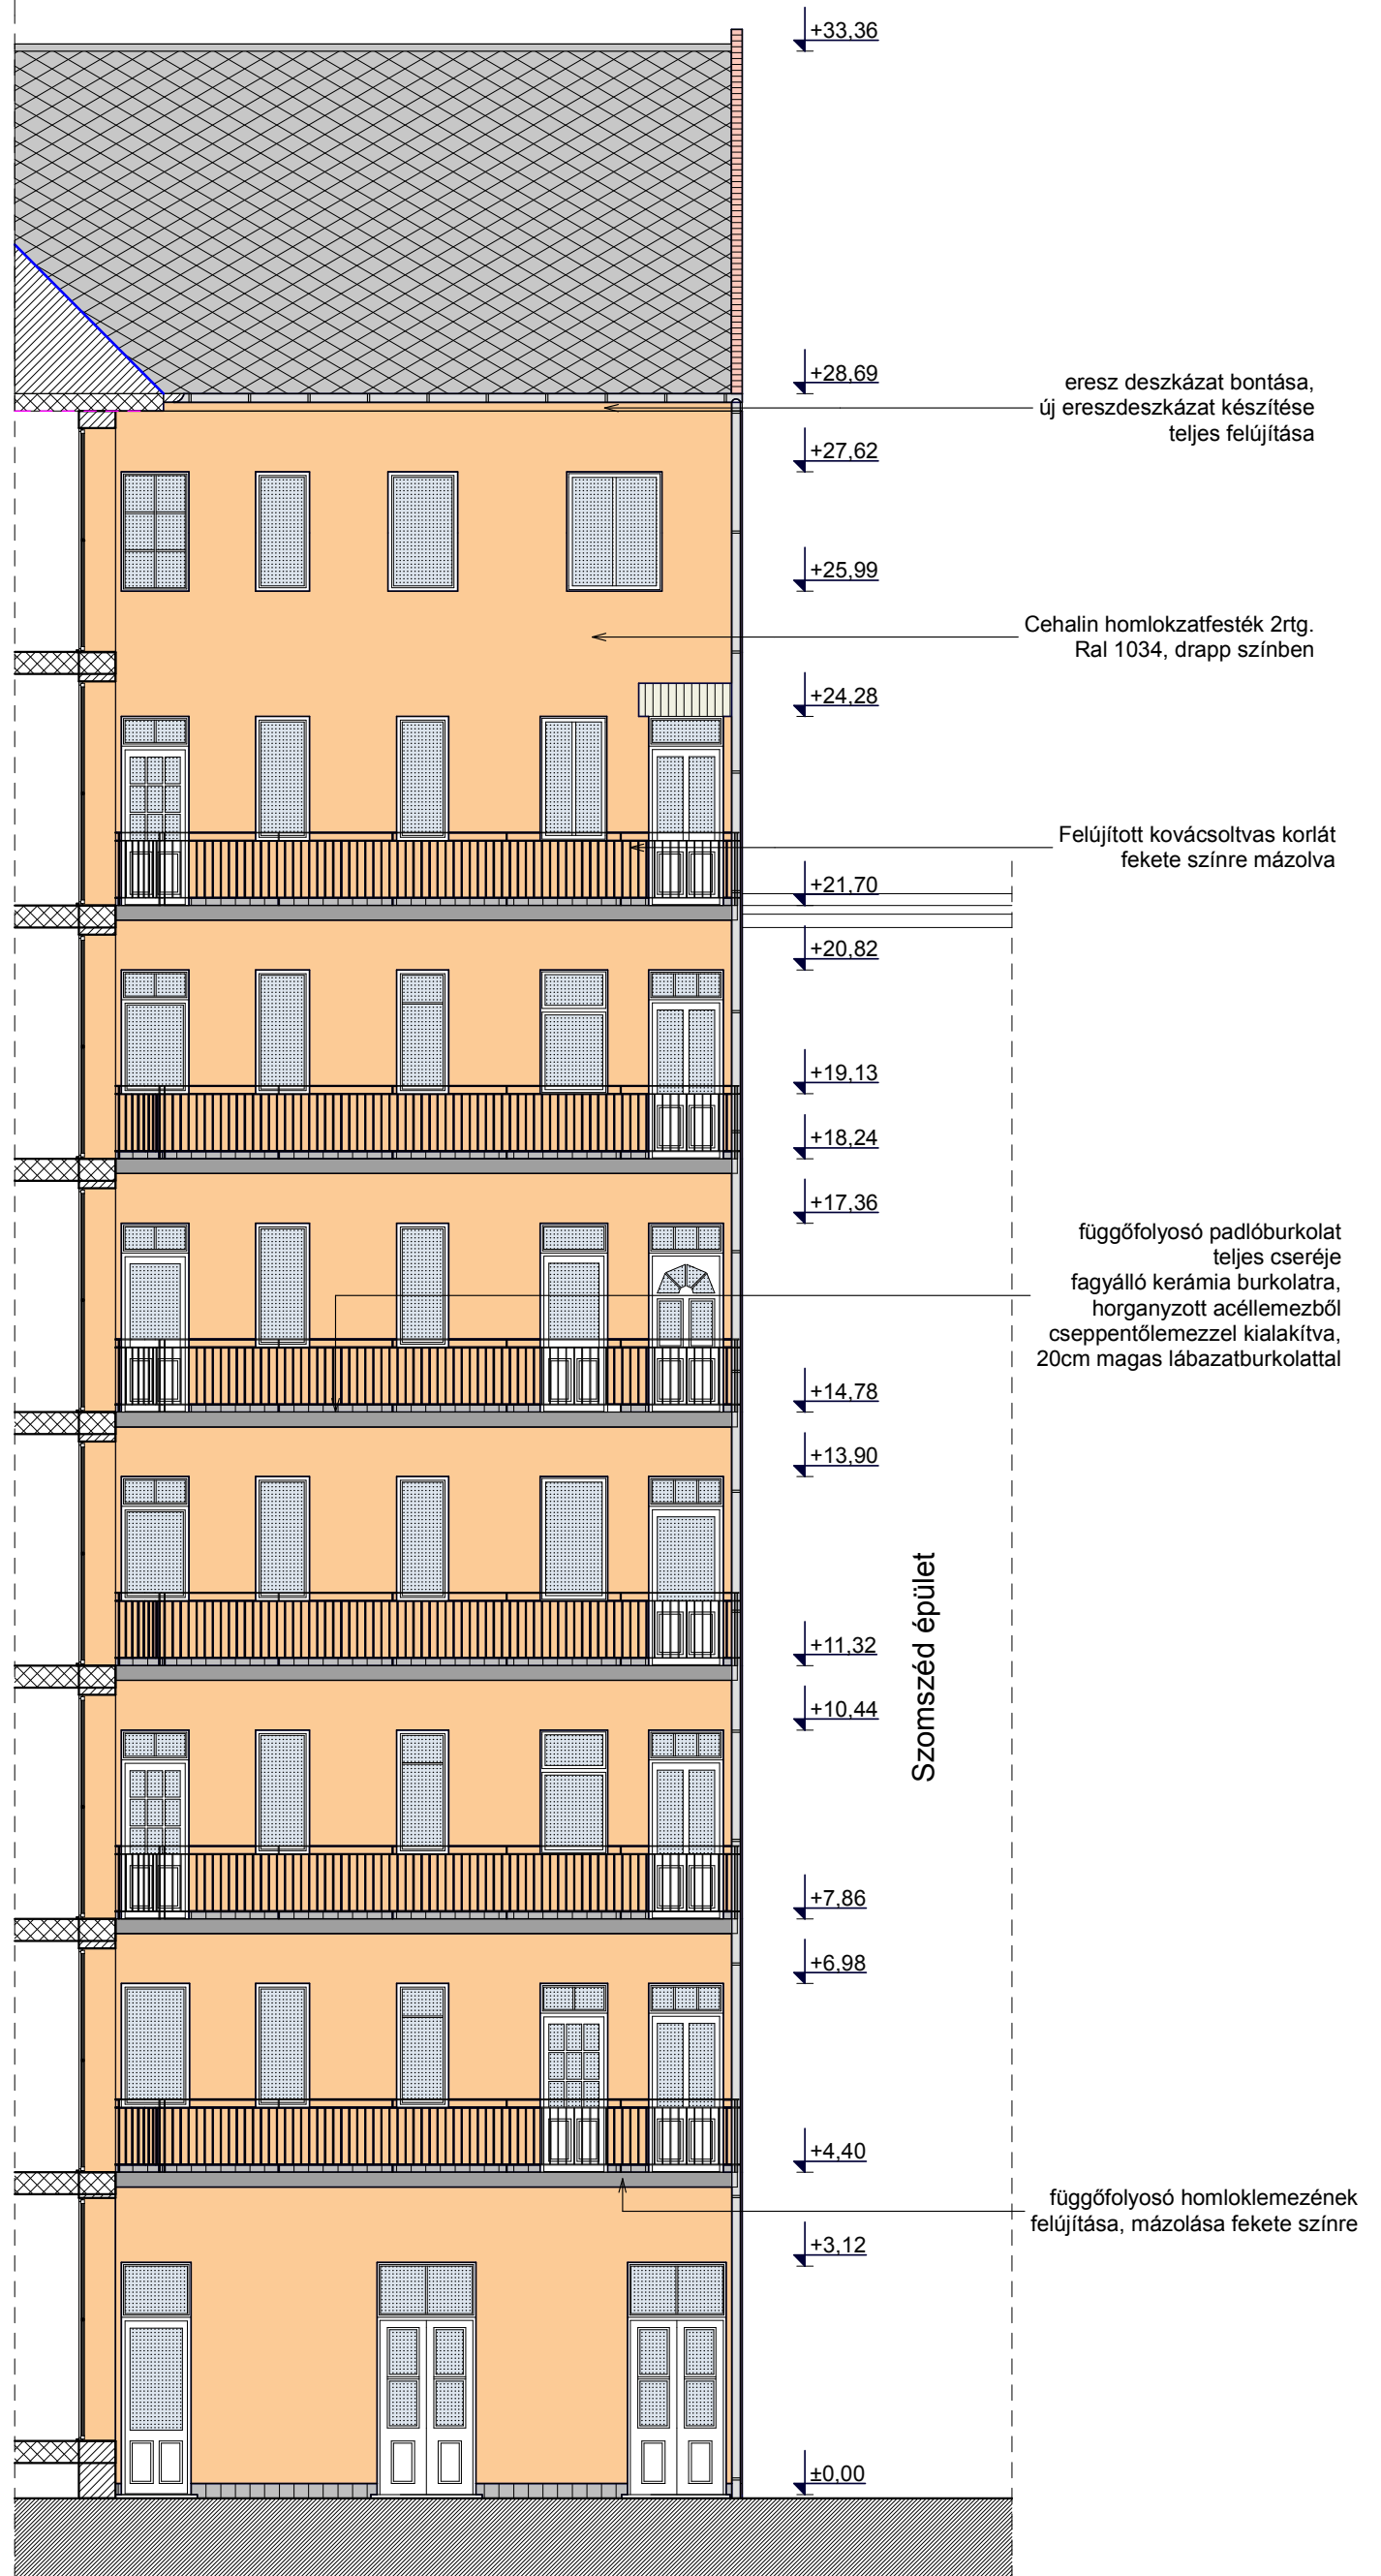 +33,36
+28,69
eresz deszkázat bontása,
új ereszdeszkázat készítése
teljes felújítása
+27,62
+25,99
Cehalin homlokzatfesték 2rtg.
Ral 1034, drapp színben
+24,28
Felújított kovácsoltvas korlát
fekete színre mázolva
+21,70
+20,82
+19,13
+18,24
+17,36
függőfolyosó padlóburkolat
teljes cseréje
fagyálló kerámia burkolatra,
horganyzott acéllemezből
cseppentőlemezzel kialakítva,
20cm magas lábazatburkolattal
+14,78
+13,90
Szomszéd épület
+11,32
+10,44
+7,86
+6,98
+4,40
függőfolyosó homloklemezének
felújítása, mázolása fekete színre
+3,12
±0,00